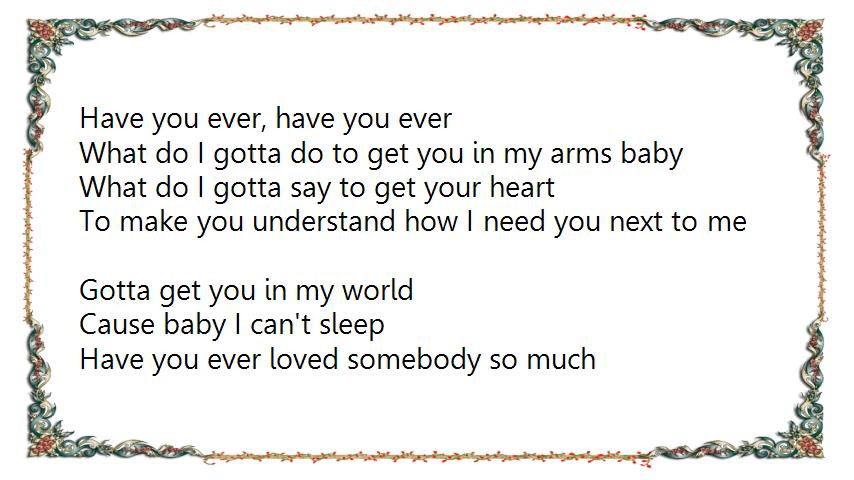 Have you ever, have you ever
What do I gotta do to get you in my arms baby
What do I gotta say to get your heart
To make you understand how I need you next to me
Gotta get you in my world
Cause baby I can't sleep
Have you ever loved somebody so much